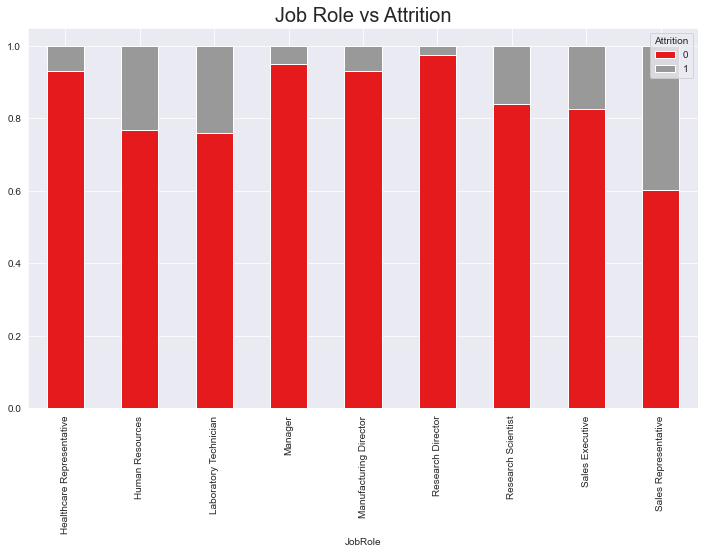 Job Role vs Attrition
Attrition
0
1
1.0
0.8
0.6
0.4
0.2
0.0
Healthcare Representative
Human Resources
Laboratory Technician
Manager
Manufacturing Director
Research Director
Research Scientist
Sales Executive
Sales Representative
JobRole